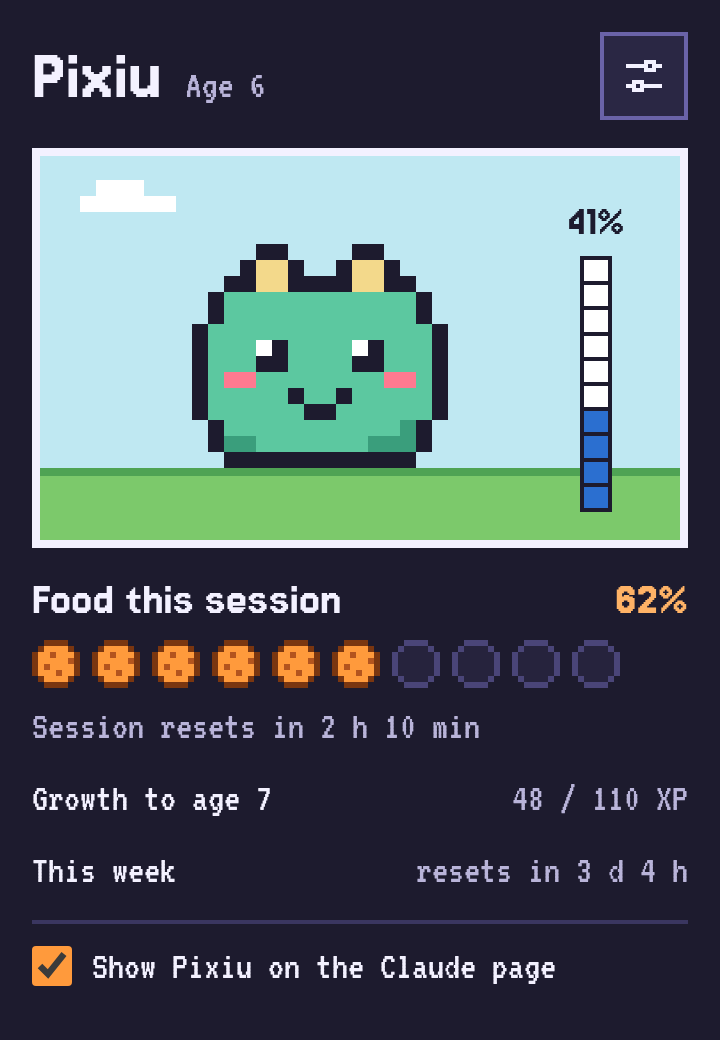 Pixiu Age 6
41%
Food this session 62%
Session resets in 2 h 10 min
Growth to age 7 48 / 110 XP
This week resets in 3 d 4 h
Show Pixiu on the Claude page